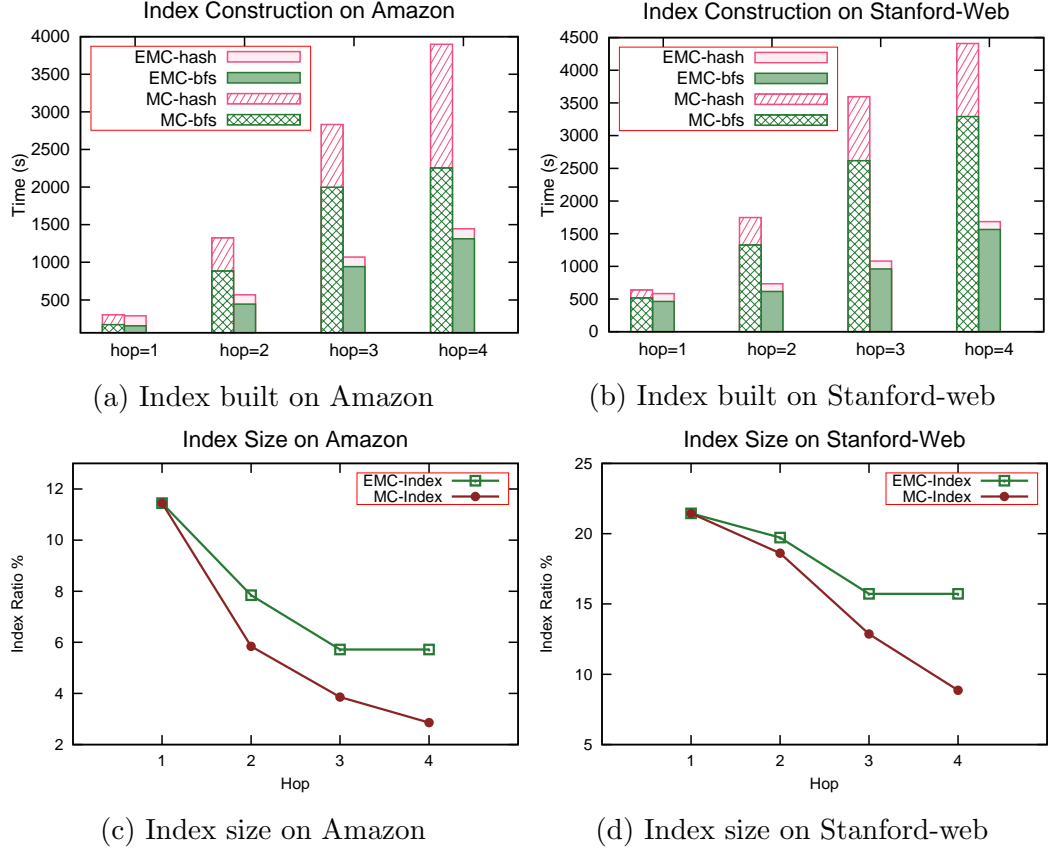 Index Construction on Amazon
4000
3500
3000
2500
2000
1500
1000
500
Time (s)
EMC-hash
EMC-bfs
MC-hash
MC-bfs
hop=1 hop=2 hop=3 hop=4
(a) Index built on Amazon
Index Construction on Stanford-Web
4500
4000
3500
3000
2500
2000
1500
1000
500
0
Time (s)
EMC-hash
EMC-bfs
MC-hash
MC-bfs
hop=1 hop=2 hop=3 hop=4
(b) Index built on Stanford-web
Index Size on Amazon
12
10
8
6
4
2
Index Ratio %
EMC-Index
MC-Index
1 2 3 4
Hop
(c) Index size on Amazon
Index Size on Stanford-Web
25
20
15
10
5
Index Ratio %
EMC-Index
MC-Index
1 2 3 4
Hop
(d) Index size on Stanford-web